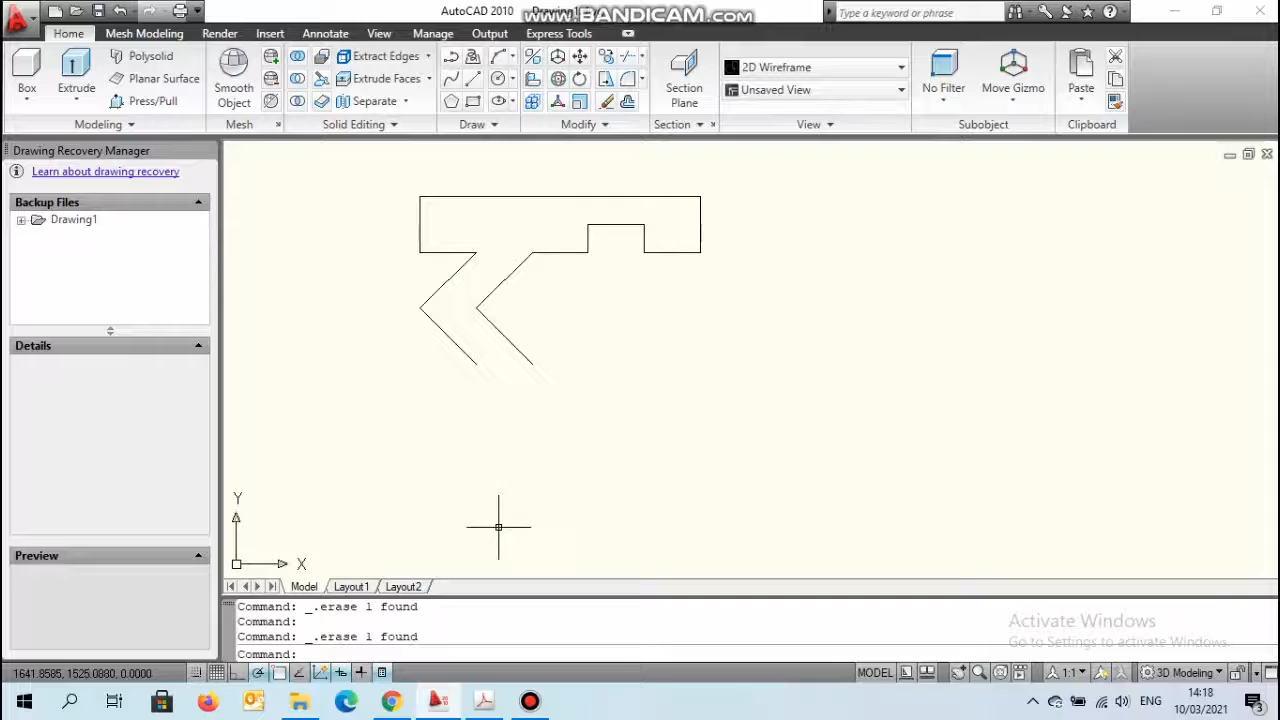 AutoCAD 2010 Drawing1
www.BANDICAM.com
Type a keyword or phrase
Home Mesh Modeling Render Insert Annotate View Manage Output Express Tools
Box
Extrude
Polysolid
Planar Surface
Press/Pull
Smooth
Object
Extract Edges
Extrude Faces
Separate
Section
Plane
2D Wireframe
Unsaved View
No Filter
Move Gizmo
Paste
Modeling Mesh Solid Editing Draw Modify Section View Subobject Clipboard
Drawing Recovery Manager
Learn about drawing recovery
Backup Files
Drawing1
Details
Preview
Y
X
Model Layout1 Layout2
Command: _.erase 1 found
Command:
Command: _.erase 1 found
Command:
Activate Windows
Go to Settings to activate Windows.
1641.8585, 1525.0880, 0.0000
MODEL
1:1
3D Modeling
ENG
14:18
10/03/2021
3